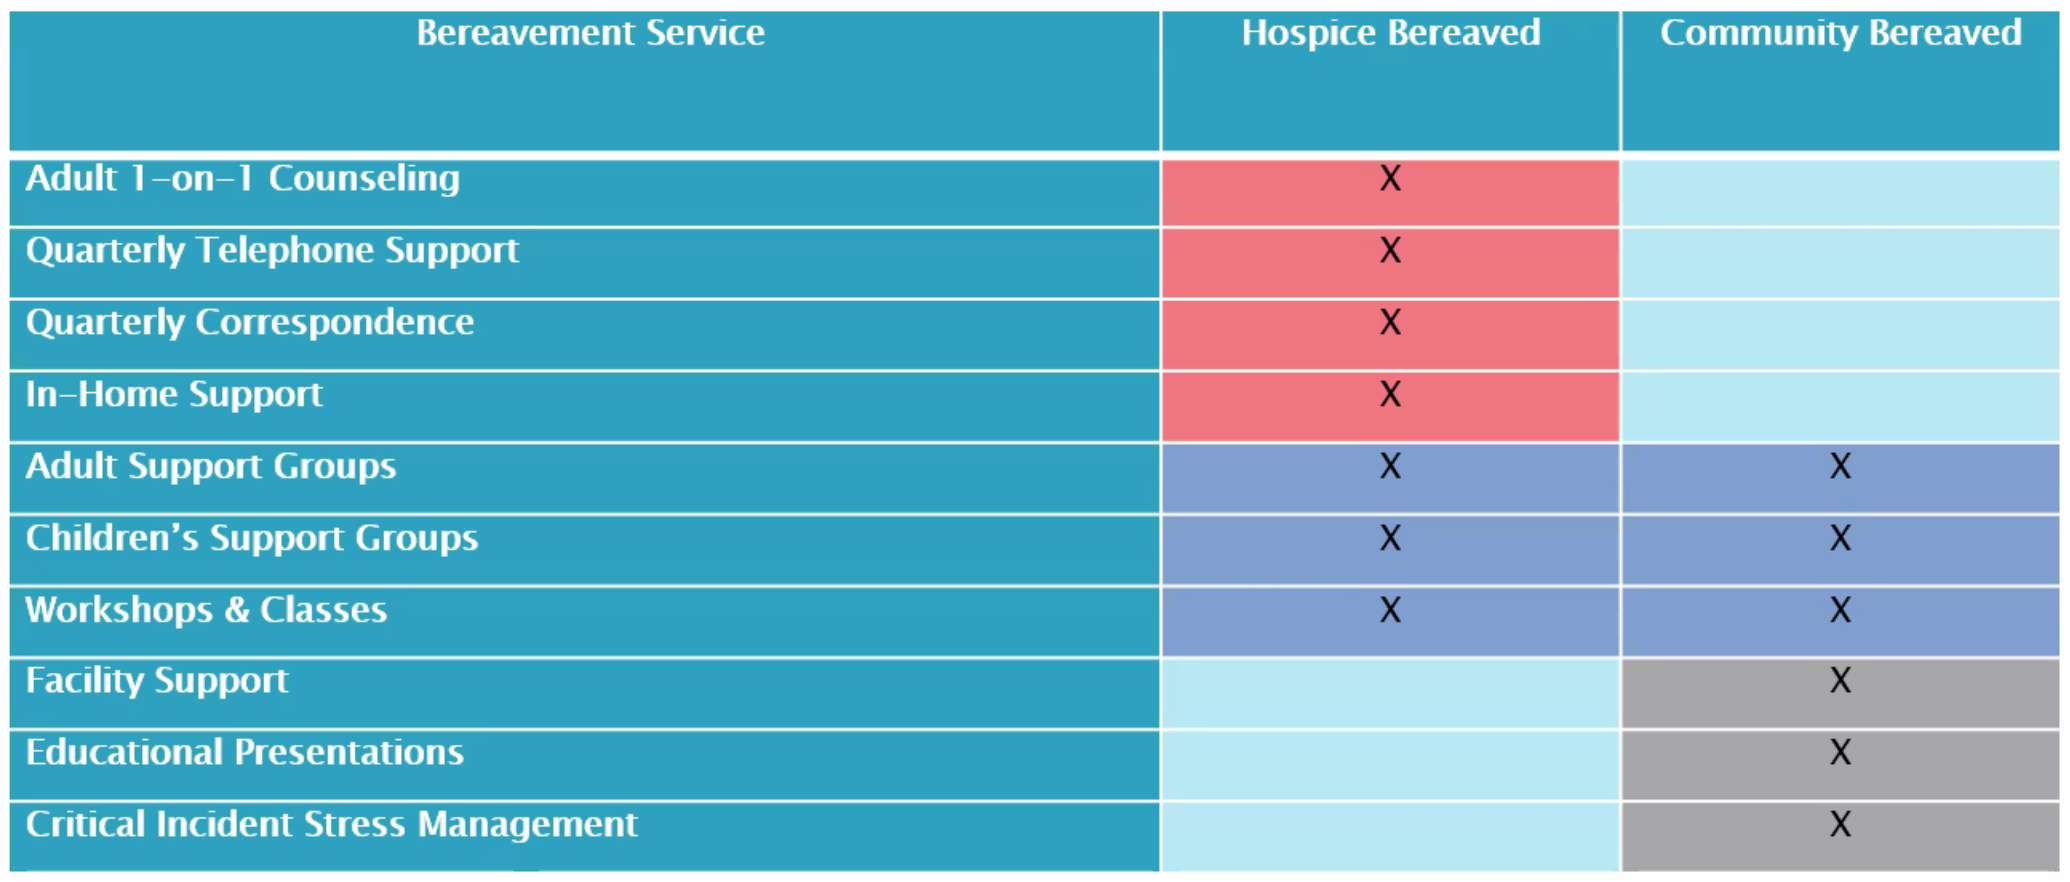 Bereavement Service Hospice Bereaved Community Bereaved
Adult 1-on-1 Counseling X
Quarterly Telephone Support X
Quarterly Correspondence X
In-Home Support X
Adult Support Groups X X
Children’s Support Groups X X
Workshops & Classes X X
Facility Support X
Educational Presentations X
Critical Incident Stress Management X